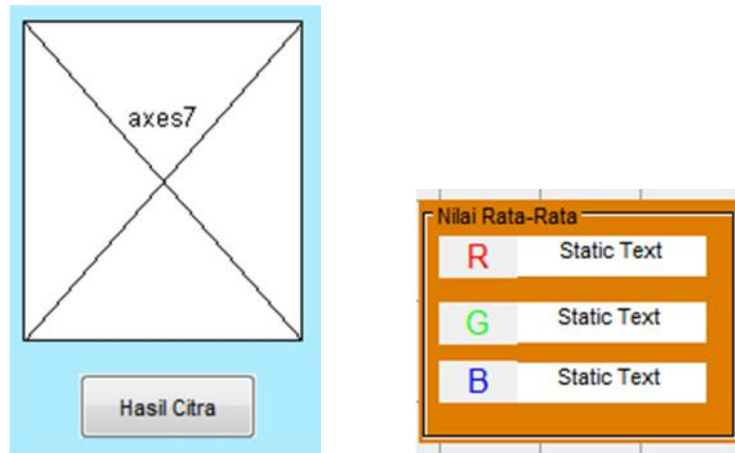 axes7
Hasil Citra
Nilai Rata-Rata
R Static Text
G Static Text
B Static Text